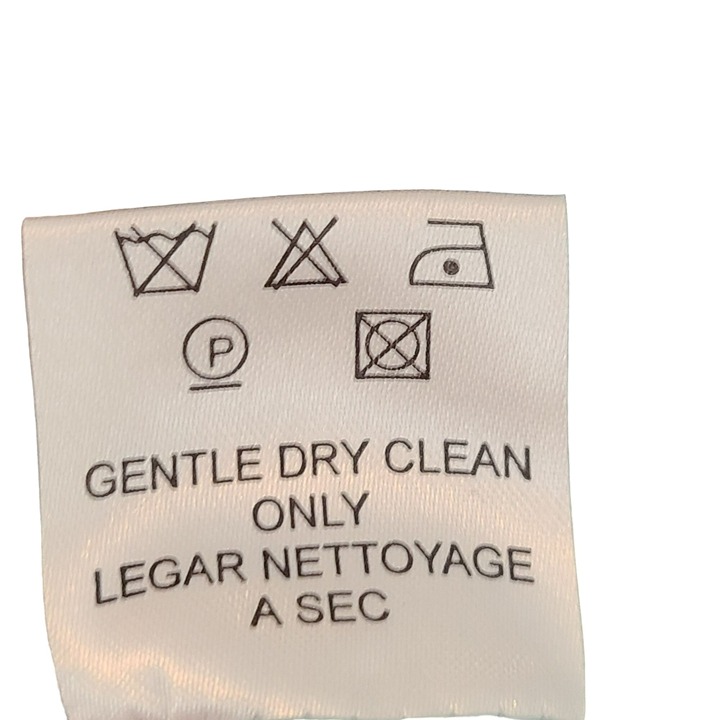 P
GENTLE DRY CLEAN
ONLY
LEGAR NETTOYAGE
A SEC